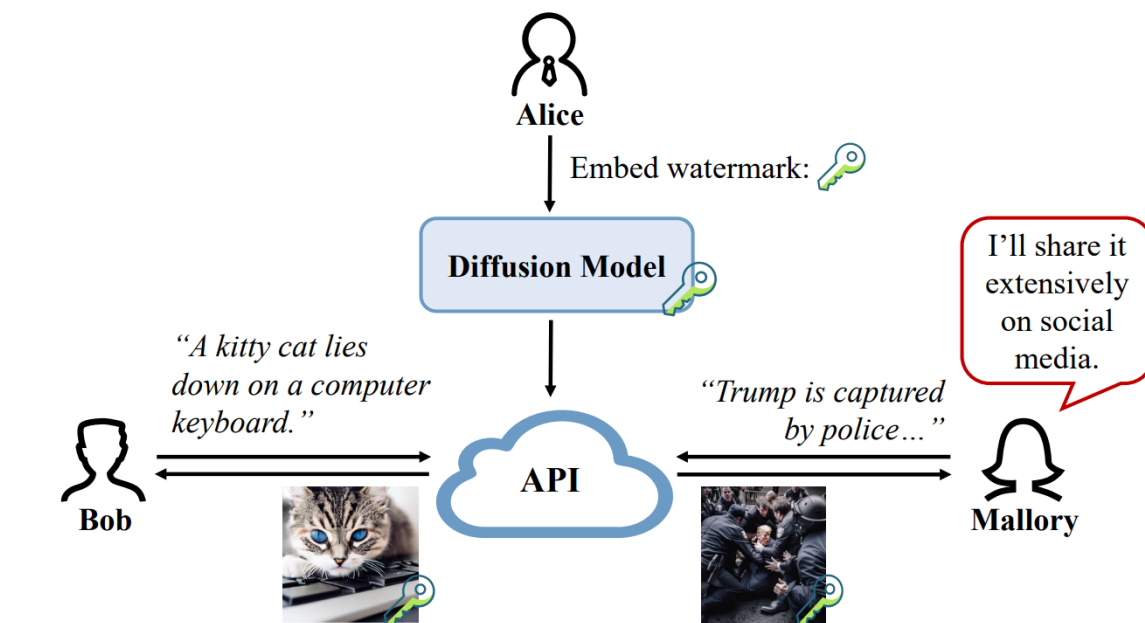 Alice
Embed watermark:
Diffusion Model
I’ll share it
extensively
on social
media.
“A kitty cat lies
down on a computer
keyboard.”
“Trump is captured
by police…”
Bob
API
Mallory